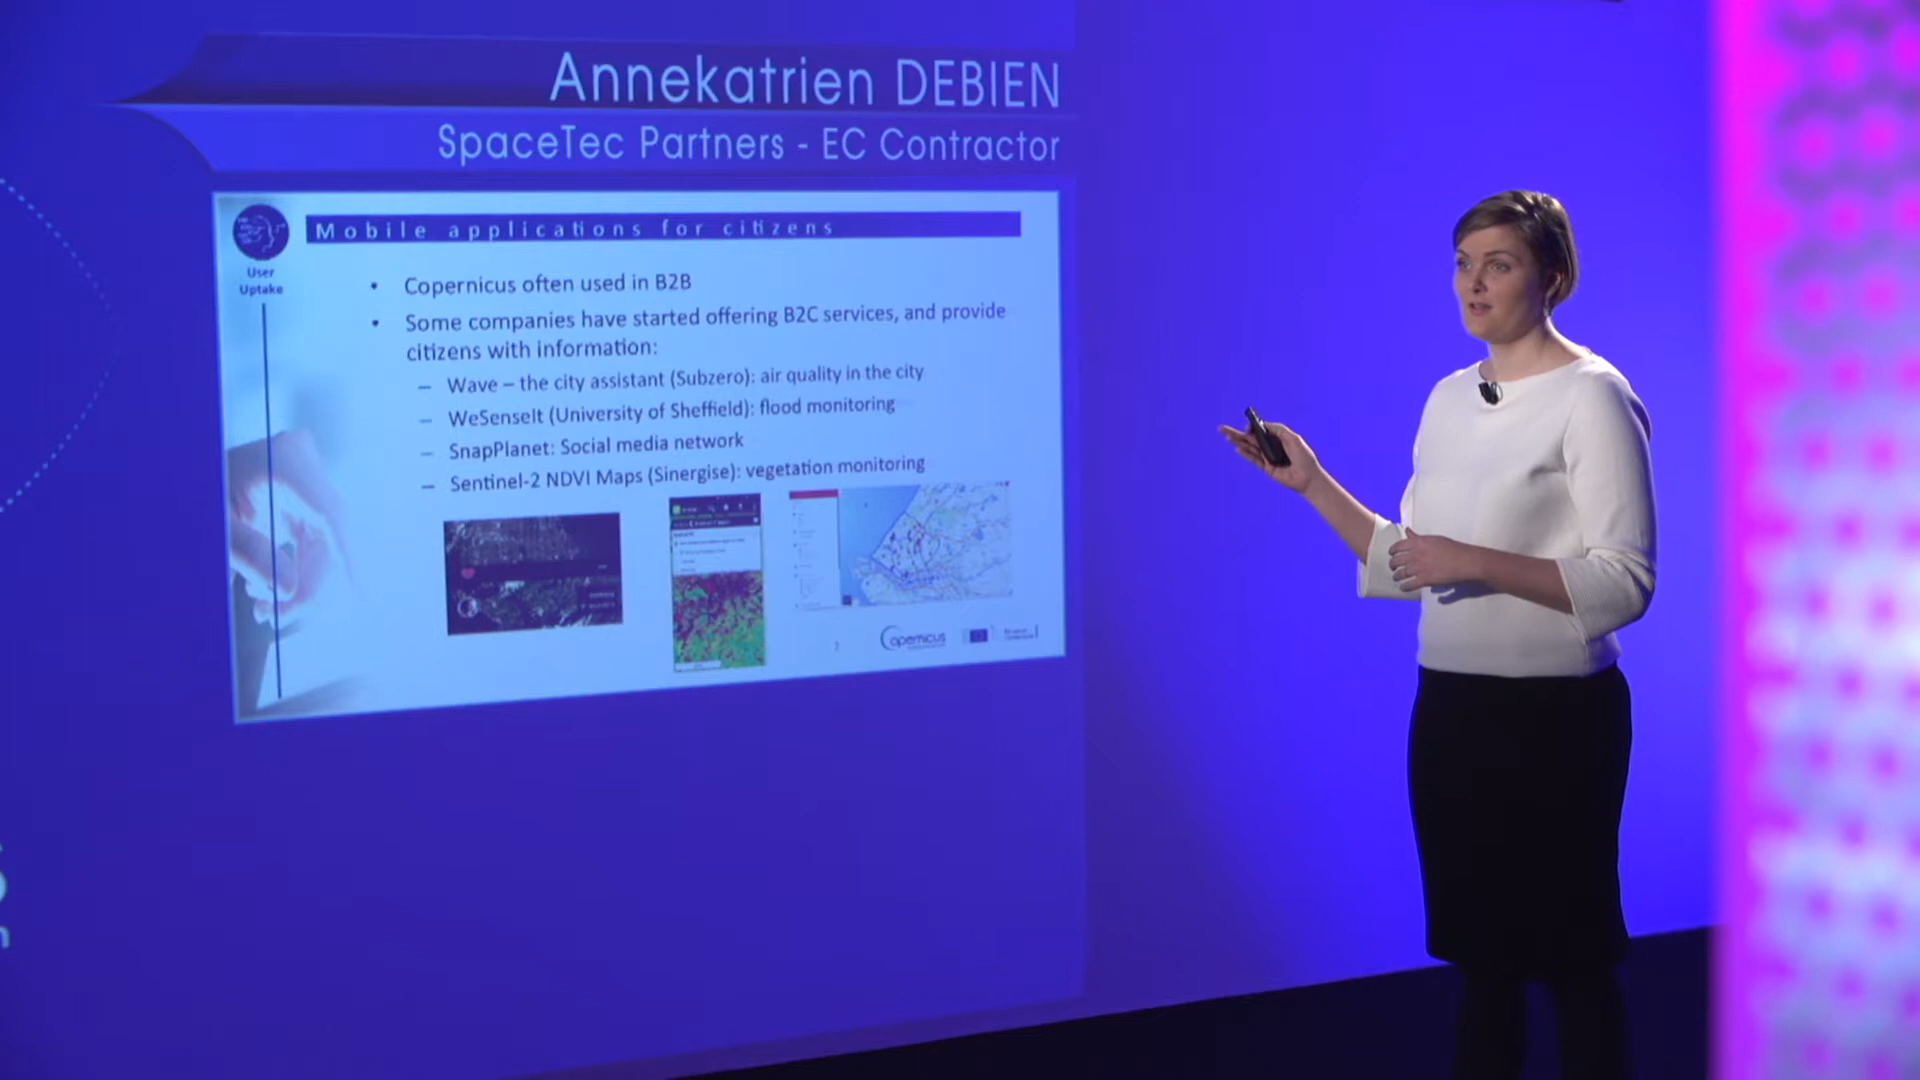 Annekatrien DEBIEN
SpaceTec Partners - EC Contractor
Mobile applications for citizens
User
Uptake
• Copernicus often used in B2B
• Some companies have started offering B2C services, and provide
citizens with information:
– Wave – the city assistant (Subzero): air quality in the city
– WeSenseIt (University of Sheffield): flood monitoring
– SnapPlanet: Social media network
– Sentinel-2 NDVI Maps (Sinergise): vegetation monitoring
opernicus